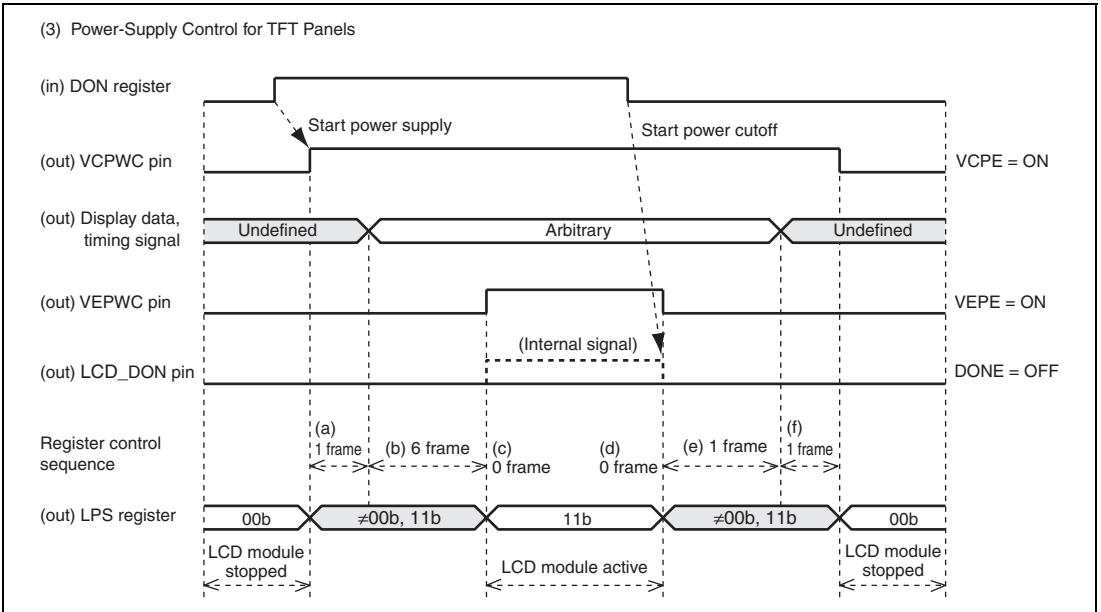 (3) Power-Supply Control for TFT Panels
(in) DON register
Start power supply
Start power cutoff
(out) VCPWC pin
VCPE = ON
(out) Display data,
timing signal
Undefined
Arbitrary
Undefined
(out) VEPWC pin
VEPE = ON
(Internal signal)
(out) LCD_DON pin
DONE = OFF
Register control
sequence
(a)
1 frame
(b) 6 frame
(c)
0 frame
(d)
0 frame
(e) 1 frame
(f)
1 frame
(out) LPS register
00b
≠00b, 11b
11b
≠00b, 11b
00b
LCD module
stopped
LCD module active
LCD module
stopped